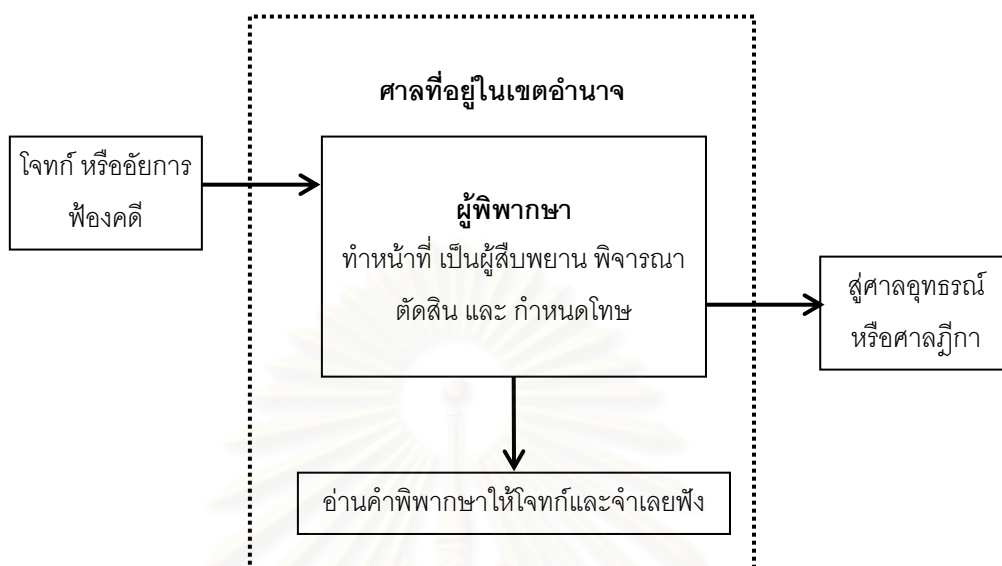 ศาลที่อยู่ในเขตอำนาจ
โจทก์ หรืออัยการ
ฟ้องคดี
ผู้พิพากษา
ทำหน้าที่ เป็นผู้สืบพยาน พิจารณา
ตัดสิน และ กำหนดโทษ
สู่ศาลอุทธรณ์
หรือศาลฎีกา
อ่านคำพิพากษาให้โจทก์และจำเลยฟัง